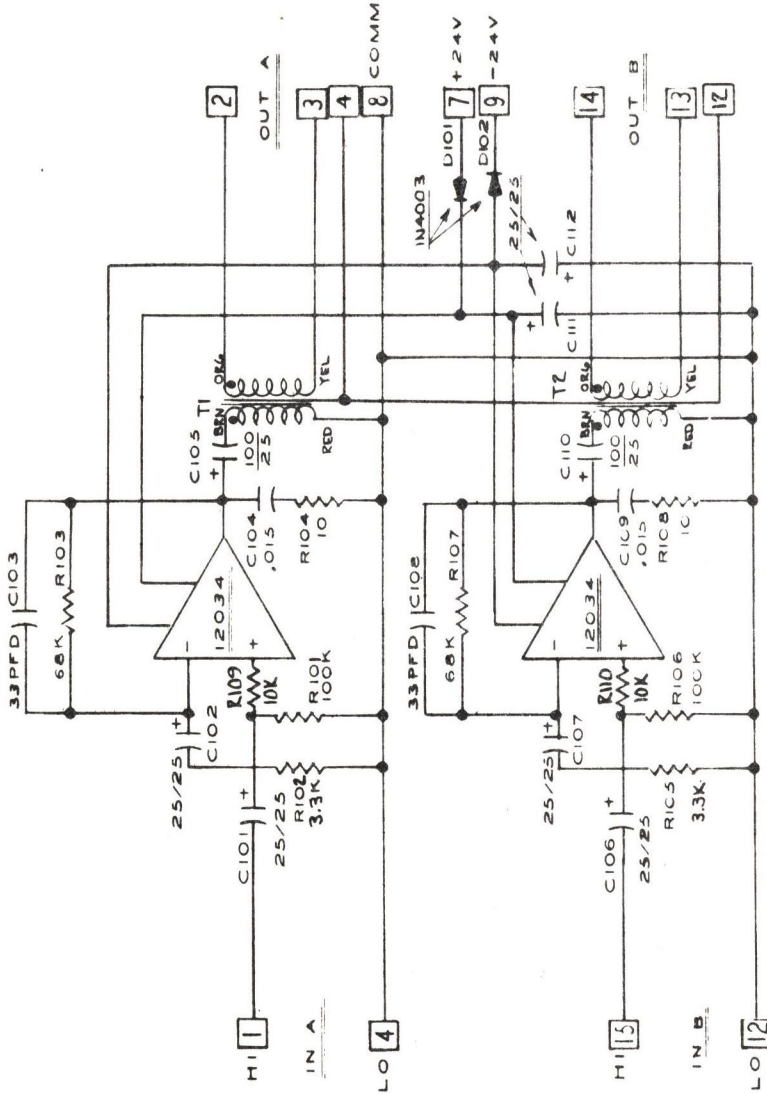 HI 1
IN A
LO 4
C101
25/25
R102
3.3K
25/25
C102
R101
100K
R109
10K
33PFD C103
68K R103
12034
- +
C104
.015
R104
10
C105
100
25
T1
BRN
ORG
RED
YEL
2
OUT A
3
4
8 COMM
D101 7 +24V
D102 9 -24V
1N4003
25/25
C111
C112
HI 15
IN B
LO 12
C106
25/25
R105
3.3K
25/25
C107
R106
100K
R110
10K
33PFD C108
68K R107
12034
- +
C109
.015
R108
10
C110
100
25
T2
BRN
ORG
RED
YEL
14
OUT B
13
12